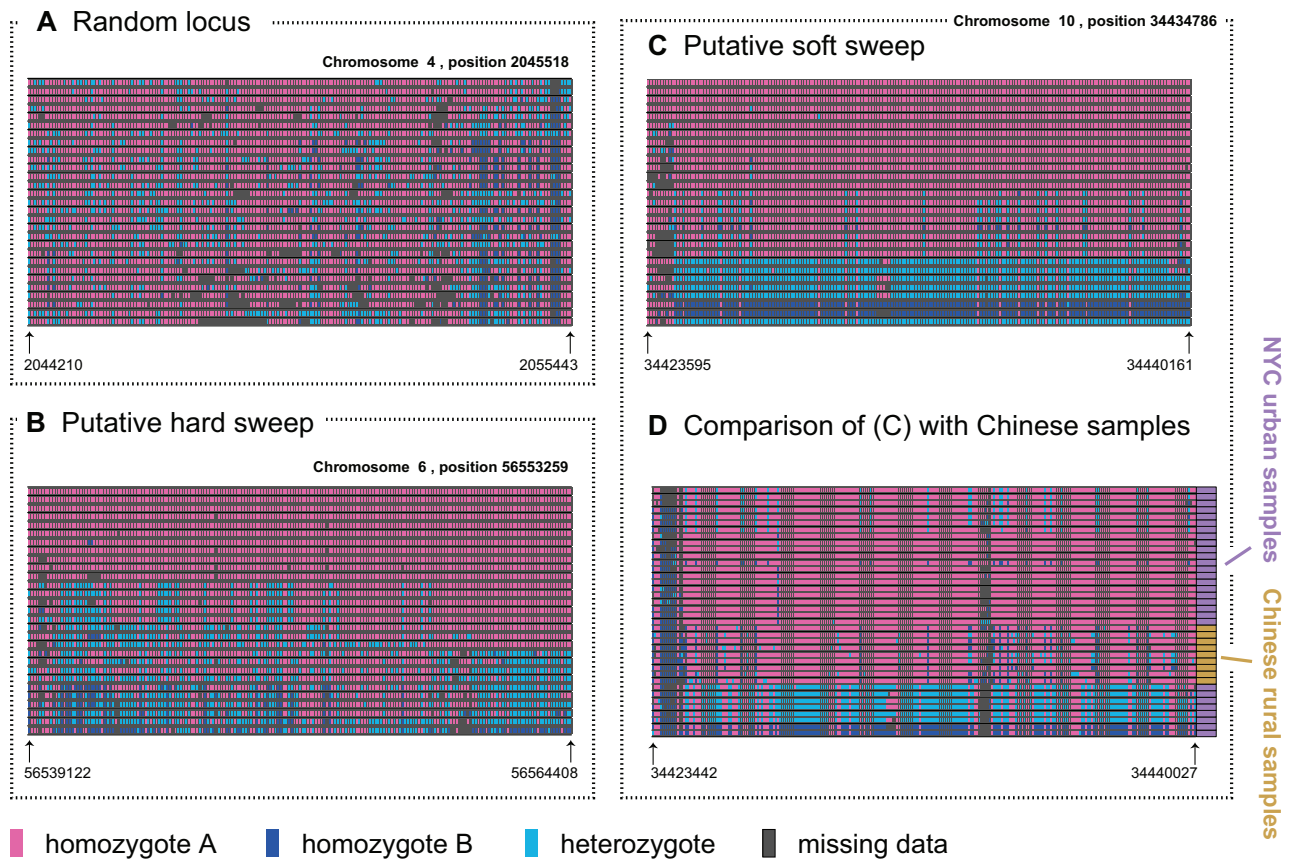 A Random locus
Chromosome 4 , position 2045518
2044210
2055443
B Putative hard sweep
Chromosome 6 , position 56553259
56539122
56564408
Chromosome 10 , position 34434786
C Putative soft sweep
34423595
34440161
D Comparison of (C) with Chinese samples
34423442
34440027
NYC urban samples
Chinese rural samples
homozygote A
homozygote B
heterozygote
missing data